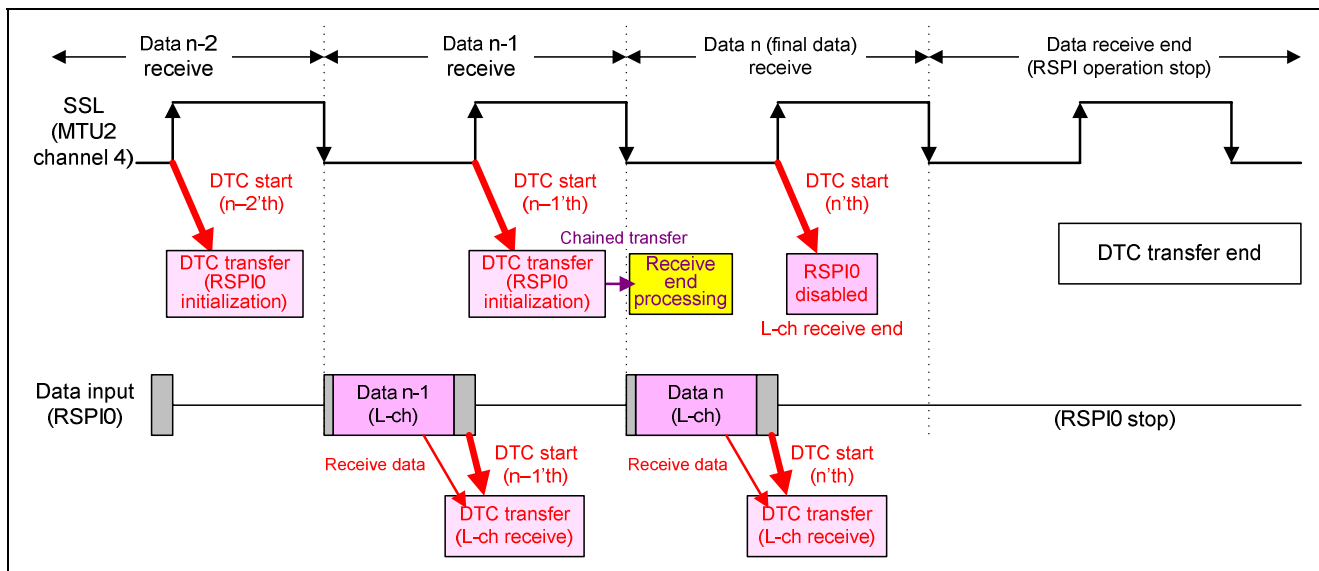 Data n-2
receive
Data n-1
receive
Data n (final data)
receive
Data receive end
(RSPI operation stop)
SSL
(MTU2
channel 4)
DTC start
(n–2'th)
DTC start
(n–1'th)
DTC start
(n'th)
Chained transfer
DTC transfer
(RSPI0
initialization)
DTC transfer
(RSPI0
initialization)
Receive
end
processing
RSPI0
disabled
L-ch receive end
DTC transfer end
Data input
(RSPI0)
Data n-1
(L-ch)
Data n
(L-ch)
(RSPI0 stop)
Receive data
DTC start
(n–1'th)
Receive data
DTC start
(n'th)
DTC transfer
(L-ch receive)
DTC transfer
(L-ch receive)